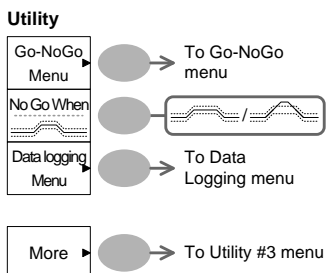 Utility
Go-NoGo
Menu
To Go-NoGo
menu
No Go When
/
Data logging
Menu
To Data
Logging menu
More
To Utility #3 menu